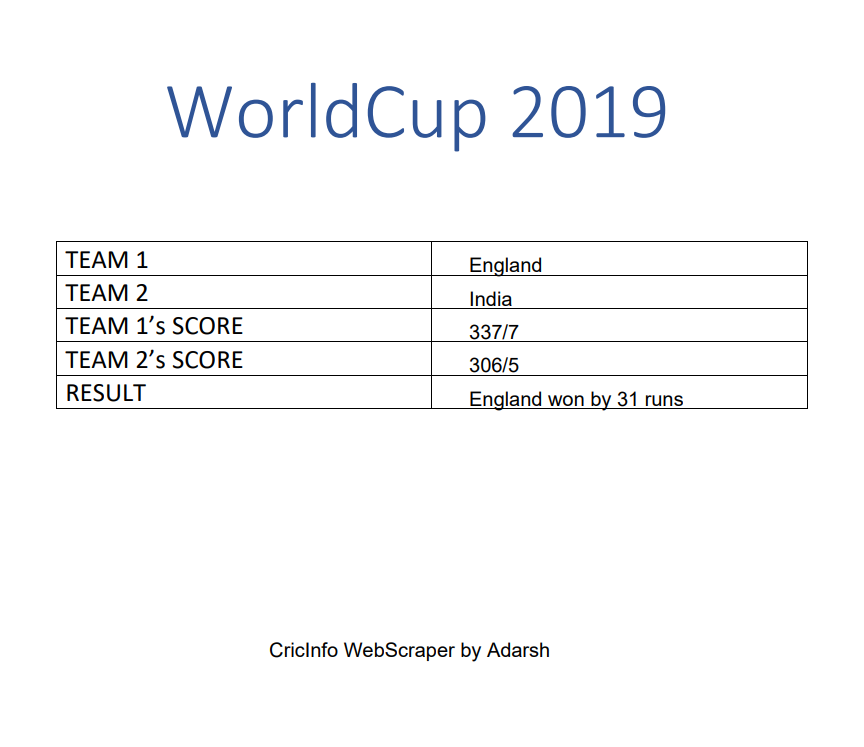 WorldCup 2019
TEAM 1 England
TEAM 2 India
TEAM 1’s SCORE 337/7
TEAM 2’s SCORE 306/5
RESULT England won by 31 runs
CricInfo WebScraper by Adarsh